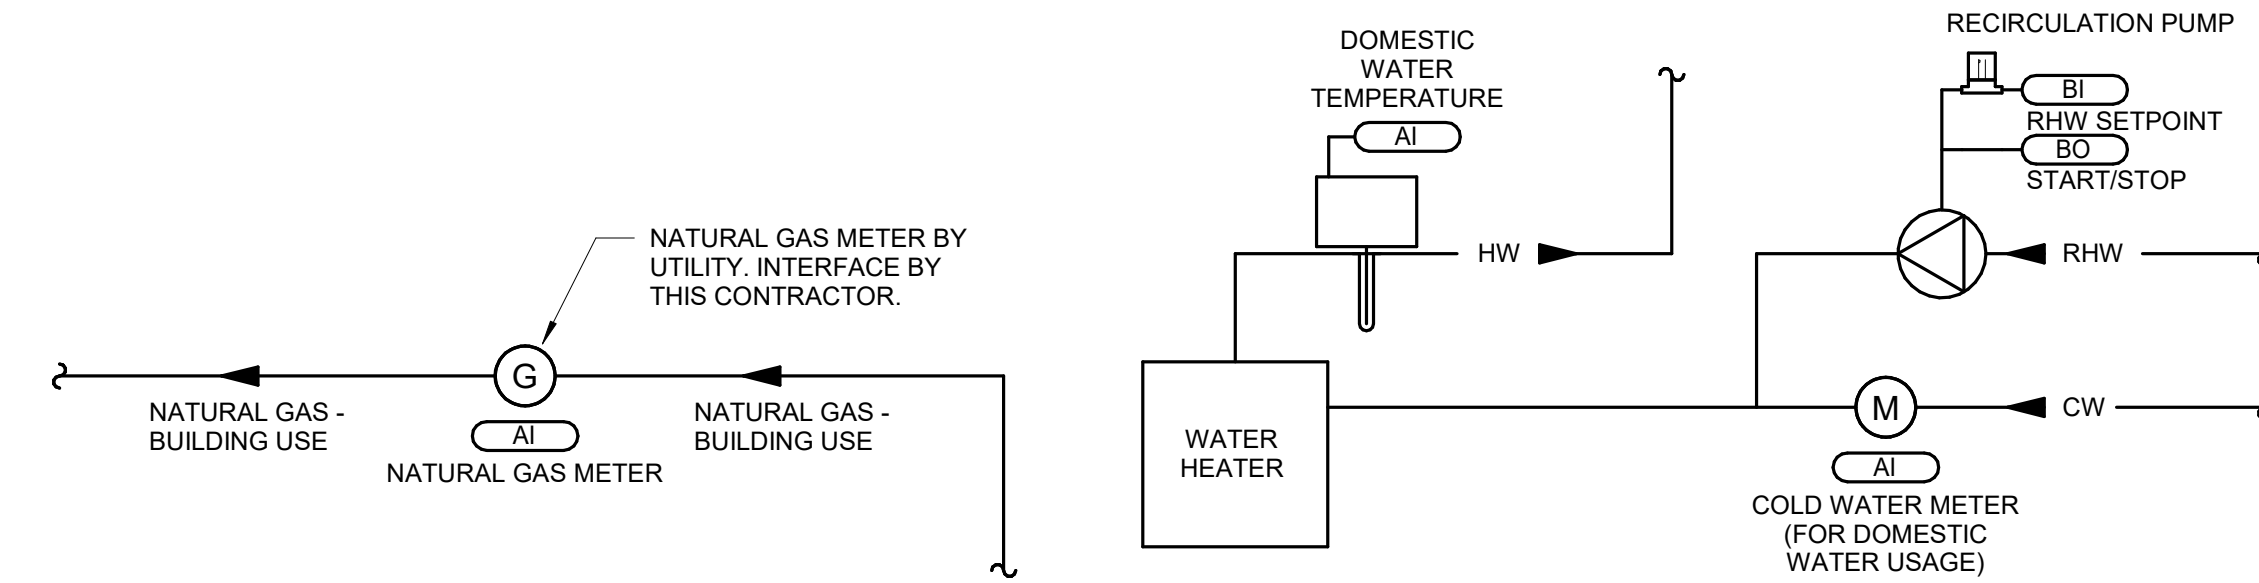 NATURAL GAS METER BY
UTILITY. INTERFACE BY
THIS CONTRACTOR.
G
NATURAL GAS -
BUILDING USE
AI
NATURAL GAS METER
NATURAL GAS -
BUILDING USE
DOMESTIC
WATER
TEMPERATURE
AI
HW
WATER
HEATER
RECIRCULATION PUMP
BI
RHW SETPOINT
BO
START/STOP
RHW
M
CW
AI
COLD WATER METER
(FOR DOMESTIC
WATER USAGE)